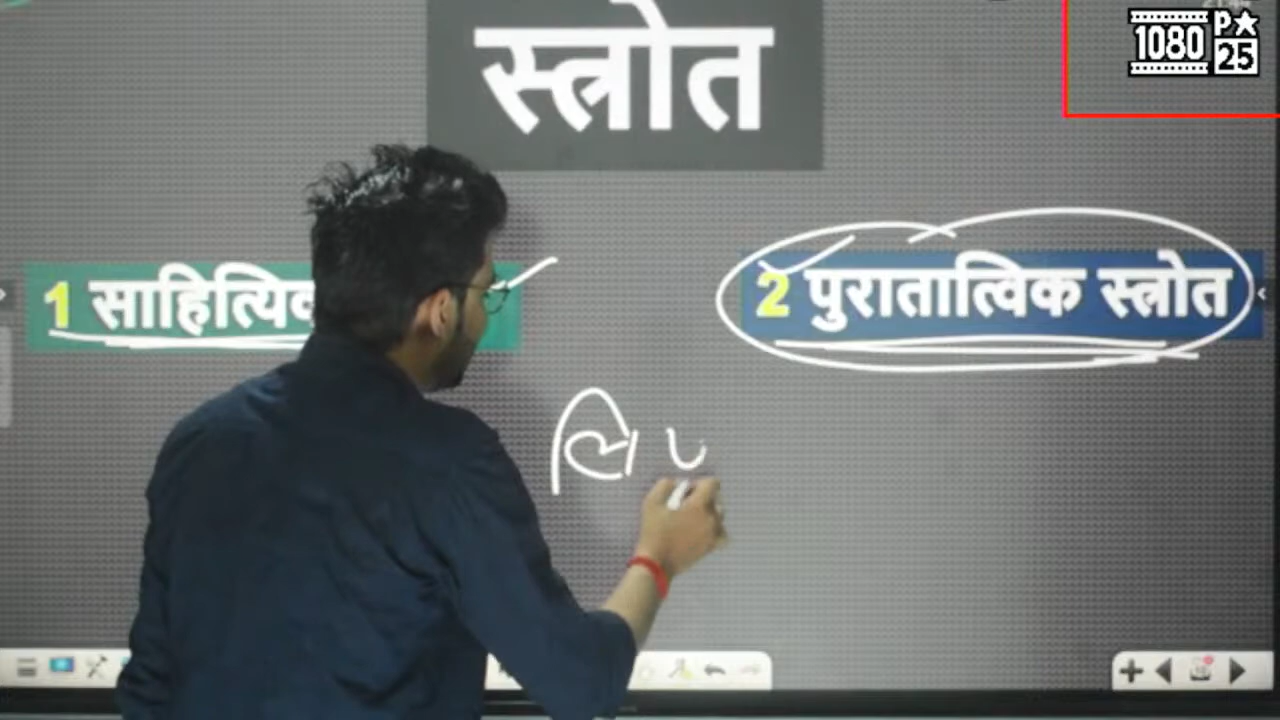 1080 P★
25
स्त्रोत
1 साहित्यिक
2 पुरातात्विक स्त्रोत
लि